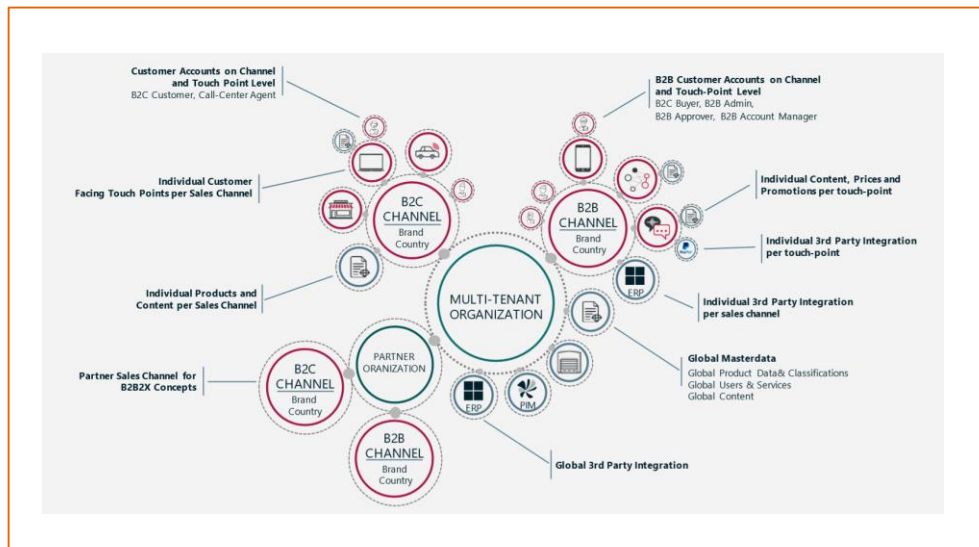 Customer Accounts on Channel
and Touch Point Level
B2C Customer, Call-Center Agent
B2B Customer Accounts on Channel
and Touch-Point Level
B2C Buyer, B2B Admin,
B2B Approver, B2B Account Manager
Individual Customer
Facing Touch Points per Sales Channel
B2C
CHANNEL
Brand
Country
B2B
CHANNEL
Brand
Country
Individual Content, Prices and
Promotions per touch-point
Individual 3rd Party Integration
per touch-point
Individual Products and
Content per Sales Channel
MULTI-TENANT
ORGANIZATION
ERP
Individual 3rd Party Integration
per sales channel
Partner Sales Channel for
B2B2X Concepts
B2C
CHANNEL
Brand
Country
PARTNER
ORANIZATION
Global Masterdata
Global Product Data& Classifications
Global Users & Services
Global Content
ERP
PIM
B2B
CHANNEL
Brand
Country
Global 3rd Party Integration